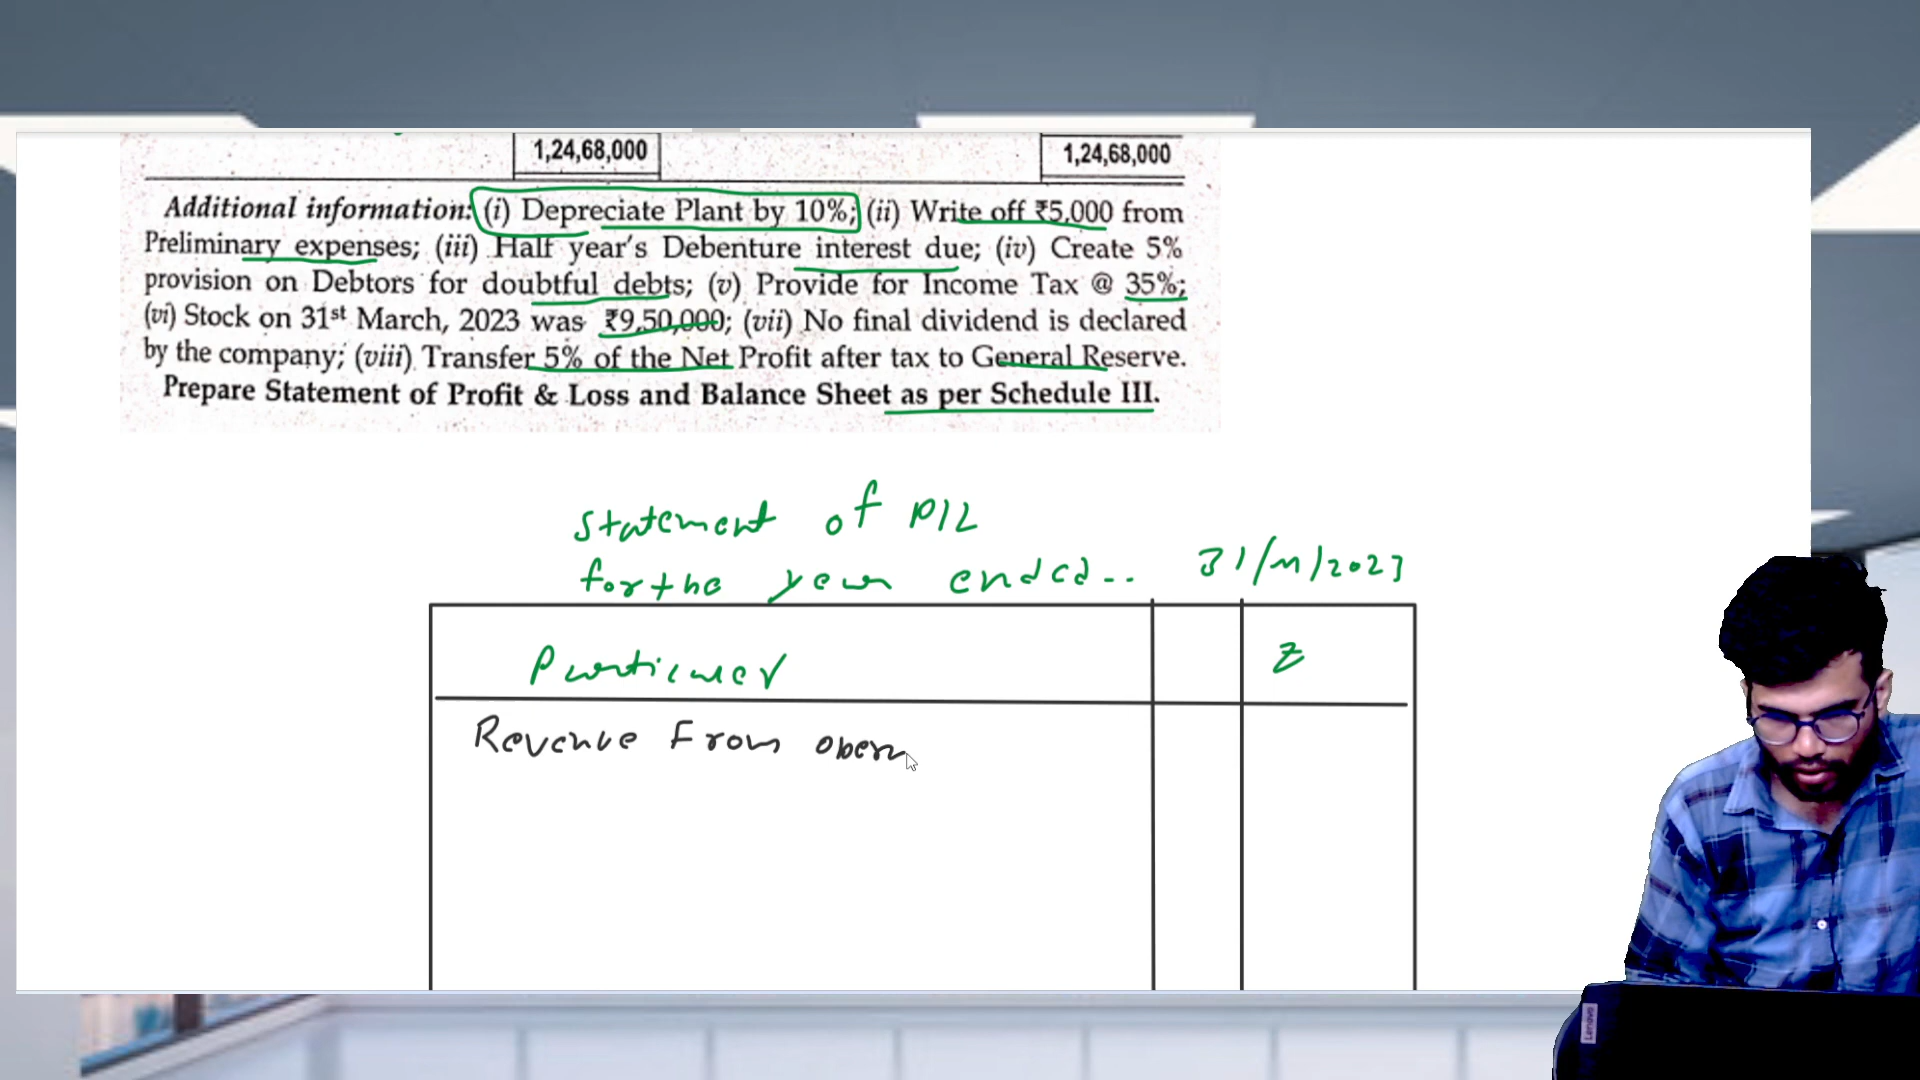 1,24,68,000 1,24,68,000
Additional information: (i) Depreciate Plant by 10%; (ii) Write off ₹5,000 from
Preliminary expenses; (iii) Half year's Debenture interest due; (iv) Create 5%
provision on Debtors for doubtful debts; (v) Provide for Income Tax @ 35%;
(vi) Stock on 31st March, 2023 was ₹9,50,000; (vii) No final dividend is declared
by the company; (viii) Transfer 5% of the Net Profit after tax to General Reserve.
Prepare Statement of Profit & Loss and Balance Sheet as per Schedule III.
Statement of P/L
for the year ended.. 31/m/2023
Particular ₹
Revenue From oper
Lenovo